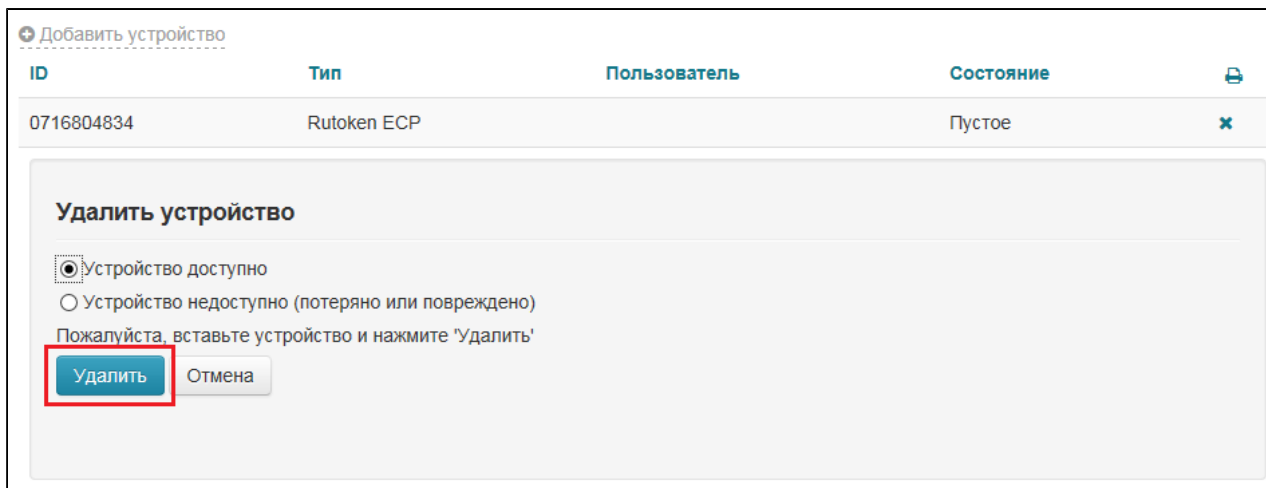 Добавить устройство
ID Тип Пользователь Состояние
0716804834 Rutoken ECP Пустое
Удалить устройство
Устройство доступно
Устройство недоступно (потеряно или повреждено)
Пожалуйста, вставьте устройство и нажмите 'Удалить'
Удалить Отмена